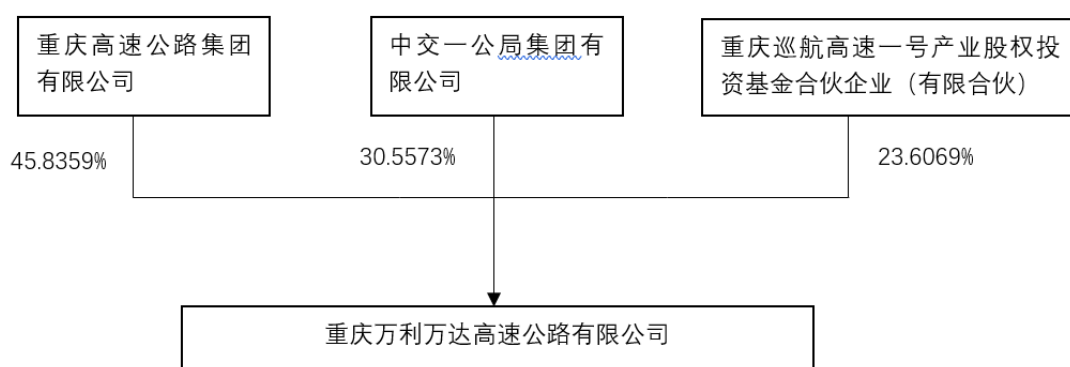 重庆高速公路集团
有限公司
中交一公局集团有
限公司
重庆巡航高速一号产业股权投
资基金合伙企业（有限合伙）
45.8359%
30.5573%
23.6069%
重庆万利万达高速公路有限公司